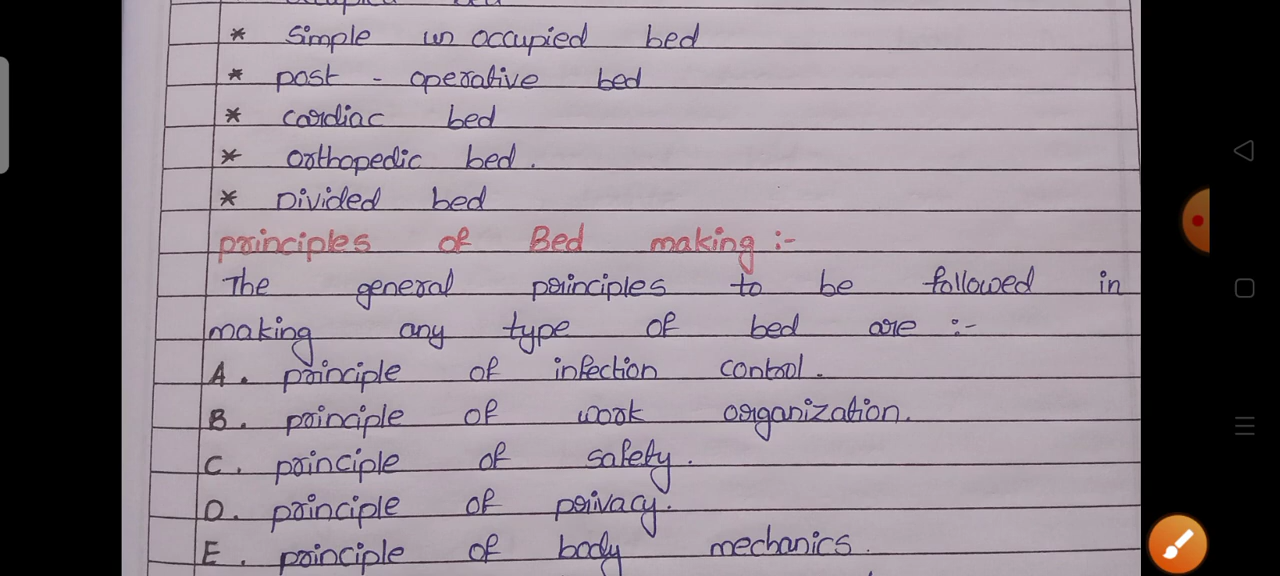 * Simple un occupied bed
* post - operative bed
* cardiac bed
* orthopedic bed.
* Divided bed
principles of Bed making :-
The general principles to be followed in
making any type of bed are :-
A. principle of infection control.
B. principle of work organization.
C. principle of safety.
D. principle of privacy.
E. principle of body mechanics.